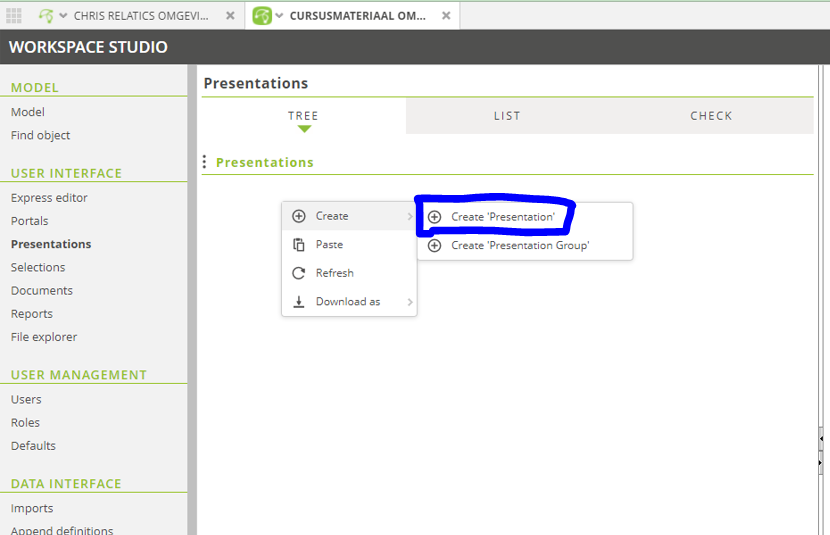 CHRIS RELATICS OMGEVI...
CURSUSMATERIAAL OM...
WORKSPACE STUDIO
MODEL
Model
Find object
USER INTERFACE
Express editor
Portals
Presentations
Selections
Documents
Reports
File explorer
USER MANAGEMENT
Users
Roles
Defaults
DATA INTERFACE
Imports
Append definitions
Presentations
TREE
LIST
CHECK
Presentations
Create
Paste
Refresh
Download as
Create 'Presentation'
Create 'Presentation Group'